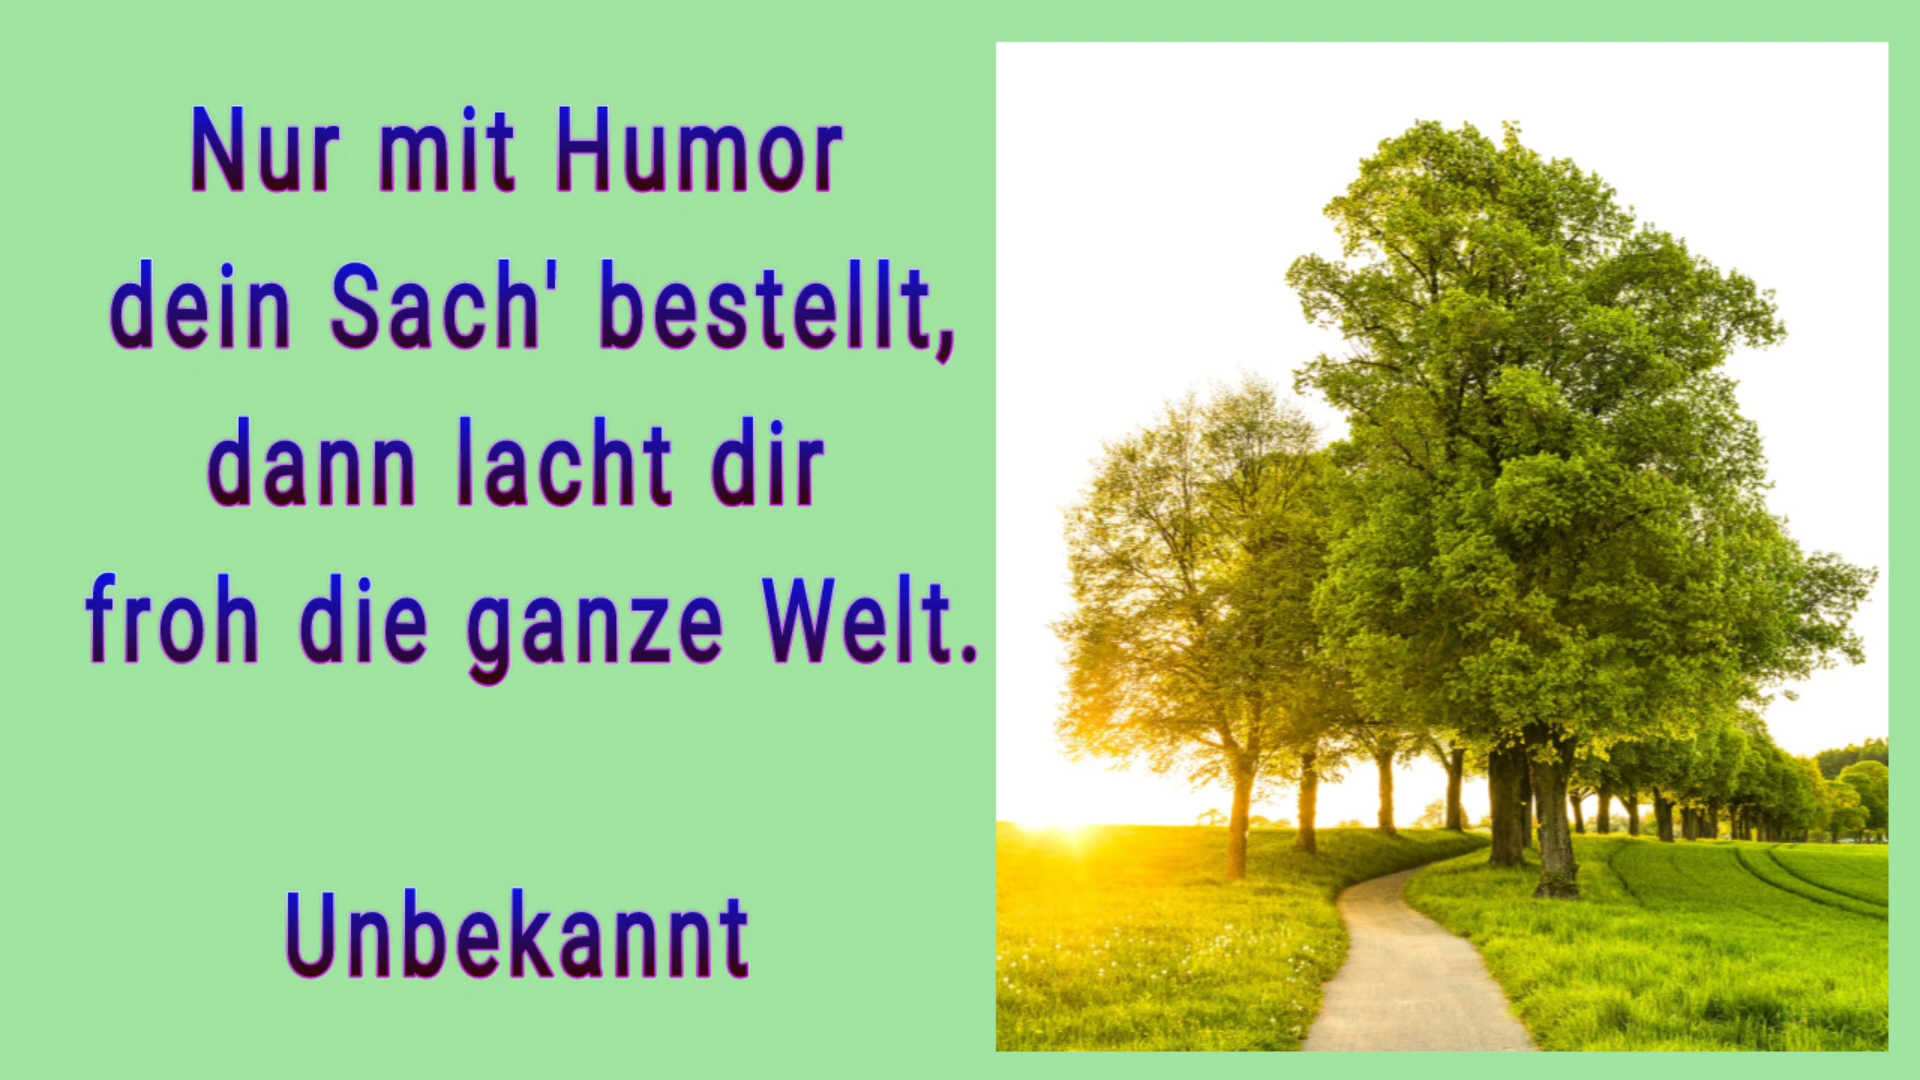 Nur mit Humor
dein Sach' bestellt,
dann lacht dir
froh die ganze Welt.
Unbekannt